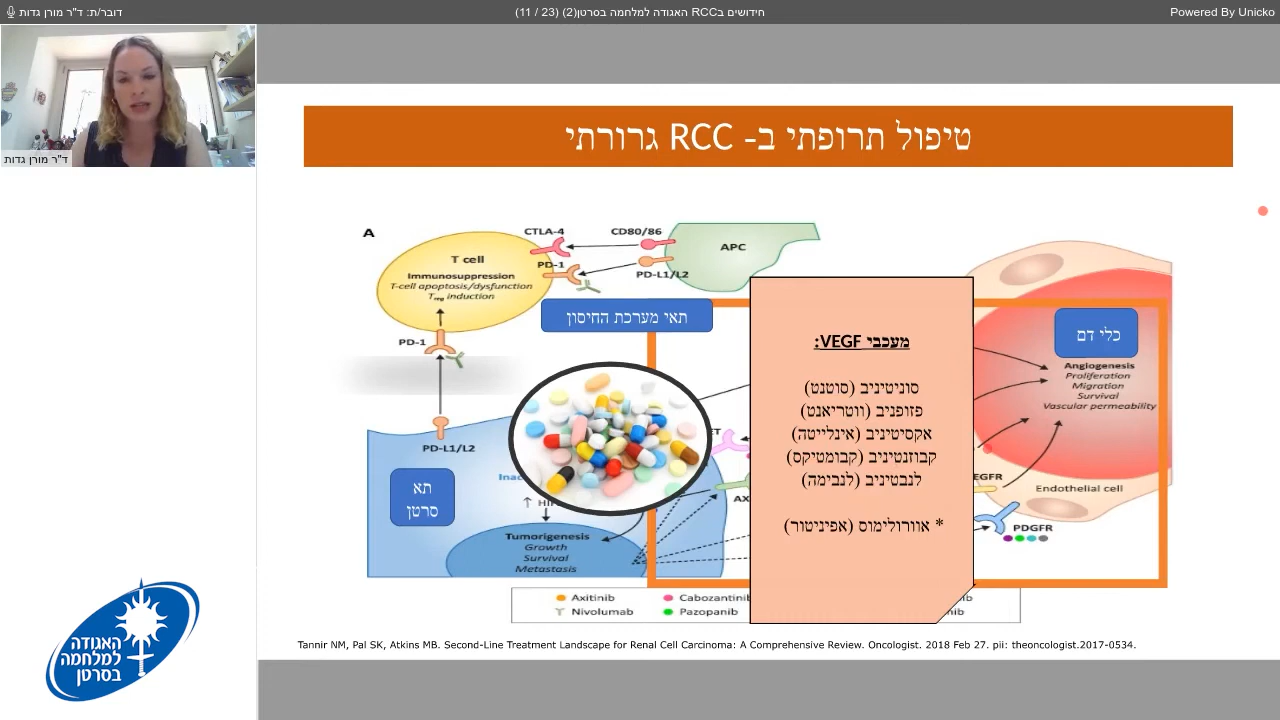 דובר/ת: ד"ר מורן גדות
חידושים בRCC האגודה למלחמה בסרטן(2) (23 / 11)
Powered By Unicko
ד"ר מורן גדות
טיפול תרופתי ב- RCC גרורתי
A
CTLA-4
CD80/86
APC
T cell
Immunosuppression
T-cell apoptosis/dysfunction
Treg induction
PD-1
PD-L1/L2
תאי מערכת החיסון
כלי דם
PD-1
Angiogenesis
Proliferation
Migration
Survival
Vascular permeability
PD-L1/L2
תא
סרטן
Endothelial cell
PDGFR
Tumorigenesis
Growth
Survival
Metastasis
מעכבי VEGF:
סוניטיניב (סוטנט)
פזופניב (ווטריאנט)
אקסיטיניב (אינלייטה)
קבוזנטיניב (קבומטיקס)
לנבטיניב (לנבימה)
* אוורולימוס (אפיניטור)
Axitinib
Cabozantinib
Nivolumab
Pazopanib
Tannir NM, Pal SK, Atkins MB. Second-Line Treatment Landscape for Renal Cell Carcinoma: A Comprehensive Review. Oncologist. 2018 Feb 27. pii: theoncologist.2017-0534.
האגודה
למלחמה
בסרטן